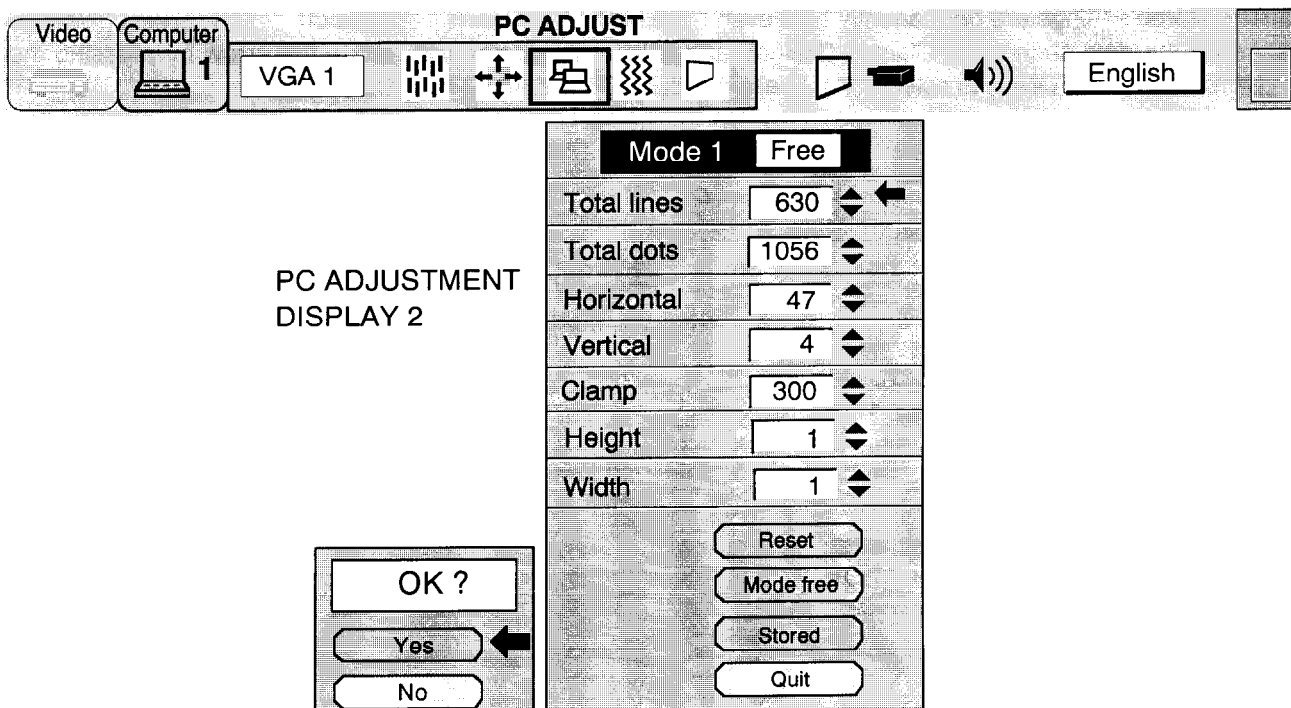 PC ADJUST
Video Computer
1 VGA 1 English
Mode 1 Free
Total lines 630
Total dots 1056
PC ADJUSTMENT
DISPLAY 2
Horizontal 47
Vertical 4
Clamp 300
Height 1
Width 1
Reset
Mode free
Stored
Quit
OK ?
Yes
No